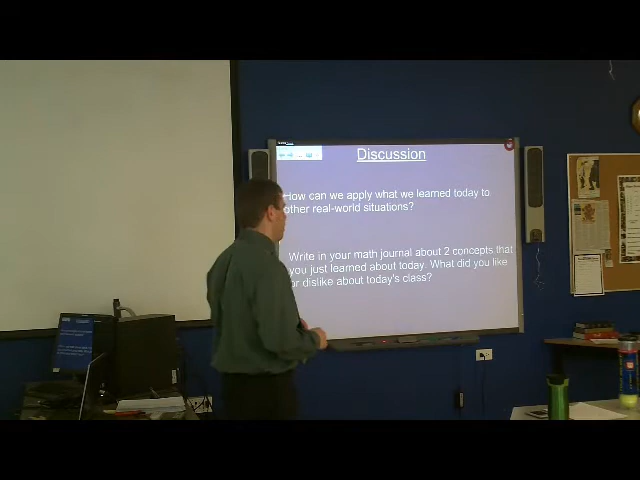 Discussion
How can we apply what we learned today to
other real-world situations?
Write in your math journal about 2 concepts that
you just learned about today. What did you like
or dislike about today's class?